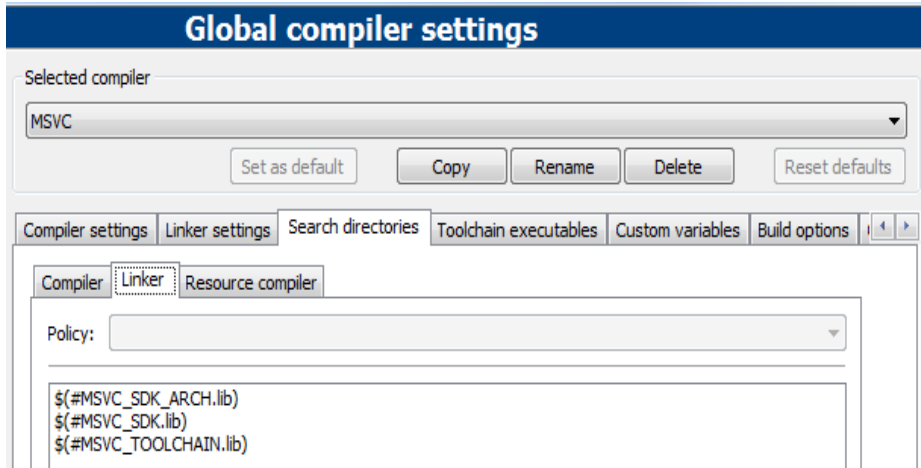 Global compiler settings
Selected compiler
MSVC
Set as default Copy Rename Delete Reset defaults
Compiler settings Linker settings Search directories Toolchain executables Custom variables Build options
Compiler Linker Resource compiler
Policy:
$(#MSVC_SDK_ARCH.lib)
$(#MSVC_SDK.lib)
$(#MSVC_TOOLCHAIN.lib)